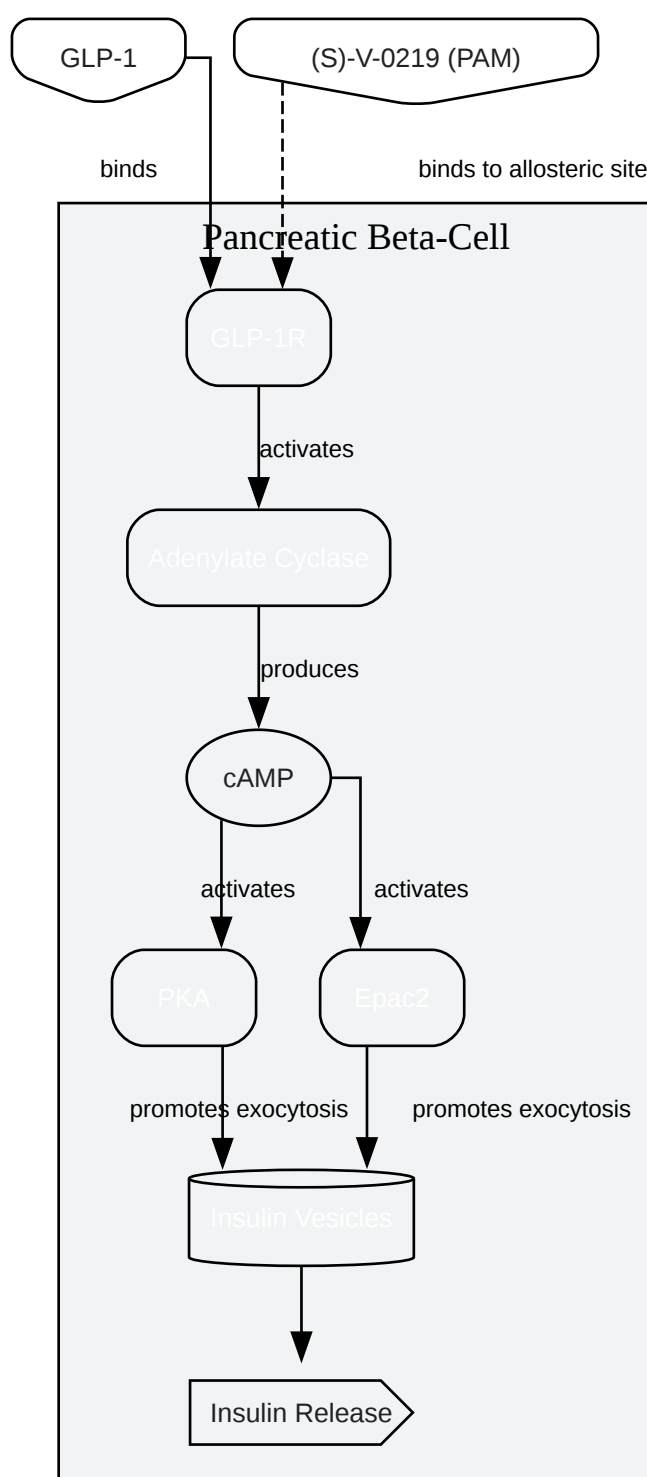 GLP-1
(S)-V-0219 (PAM)
binds
binds to allosteric site
Pancreatic Beta-Cell
GLP-1R
activates
Adenylate Cyclase
produces
cAMP
activates
activates
PKA
Epac2
promotes exocytosis
promotes exocytosis
Insulin Vesicles
Insulin Release